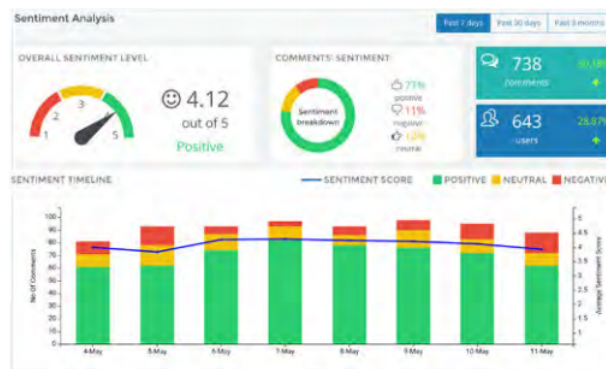 Sentiment Analysis
Past 7 days
Past 30 days
Past 3 months
OVERALL SENTIMENT LEVEL
1
2
3
5
4.12
out of 5
Positive
COMMENTS' SENTIMENT
Sentiment
breakdown
77%
positive
11%
negative
12%
neutral
738
comments
643
users
28.87%
SENTIMENT TIMELINE
SENTIMENT SCORE
POSITIVE
NEUTRAL
NEGATIVE
No Of Comments
100
90
80
70
60
50
40
30
20
10
0
5
4.5
4
3.5
3
2.5
2
1.5
1
Average Sentiment Score
4-May
5-May
6-May
7-May
8-May
9-May
10-May
11-May